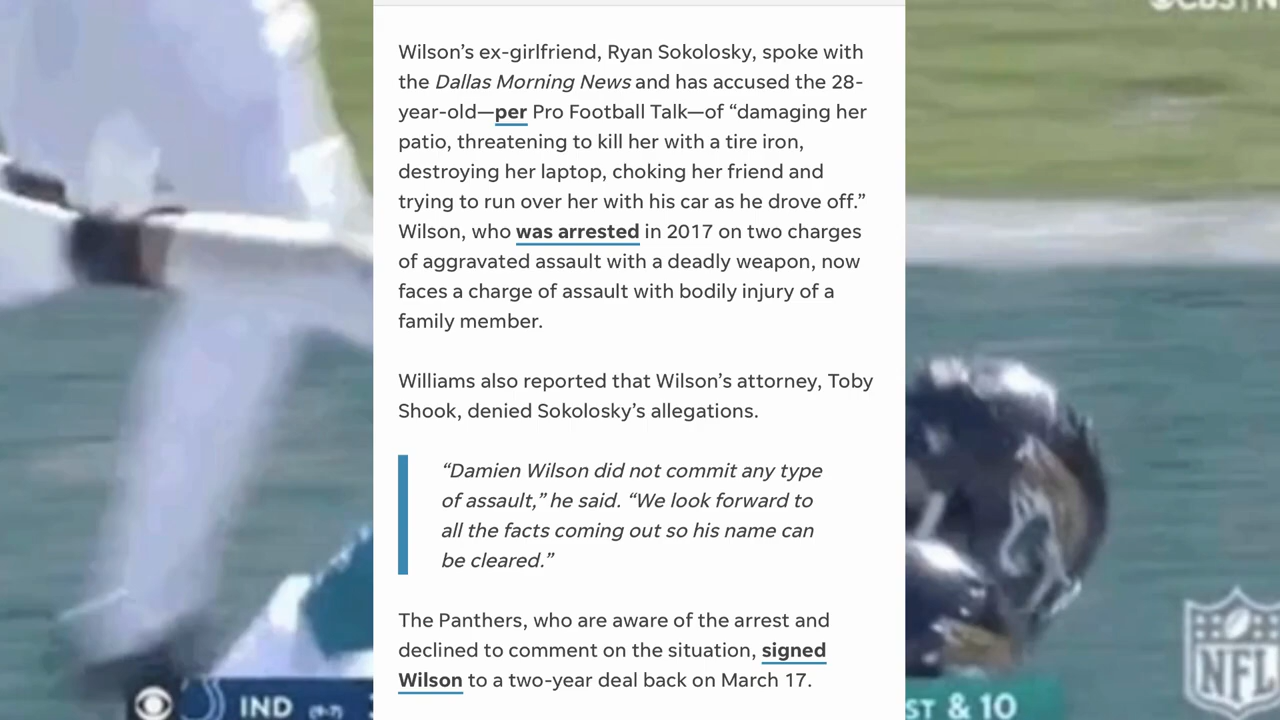 CBS N
Wilson’s ex-girlfriend, Ryan Sokolosky, spoke with
the Dallas Morning News and has accused the 28-
year-old—per Pro Football Talk—of “damaging her
patio, threatening to kill her with a tire iron,
destroying her laptop, choking her friend and
trying to run over her with his car as he drove off.”
Wilson, who was arrested in 2017 on two charges
of aggravated assault with a deadly weapon, now
faces a charge of assault with bodily injury of a
family member.
Williams also reported that Wilson’s attorney, Toby
Shook, denied Sokolosky’s allegations.
“Damien Wilson did not commit any type
of assault,” he said. “We look forward to
all the facts coming out so his name can
be cleared.”
The Panthers, who are aware of the arrest and
declined to comment on the situation, signed
Wilson to a two-year deal back on March 17.
NFL
IND (9-7)
ST & 10